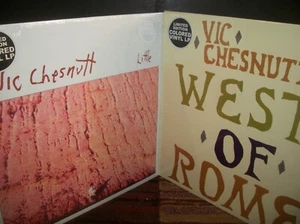 Vic Chesnutt
Little
LIMITED
EDITION
COLORED
VINYL LP
VIC
CHESNUTT
WEST
OF
ROME